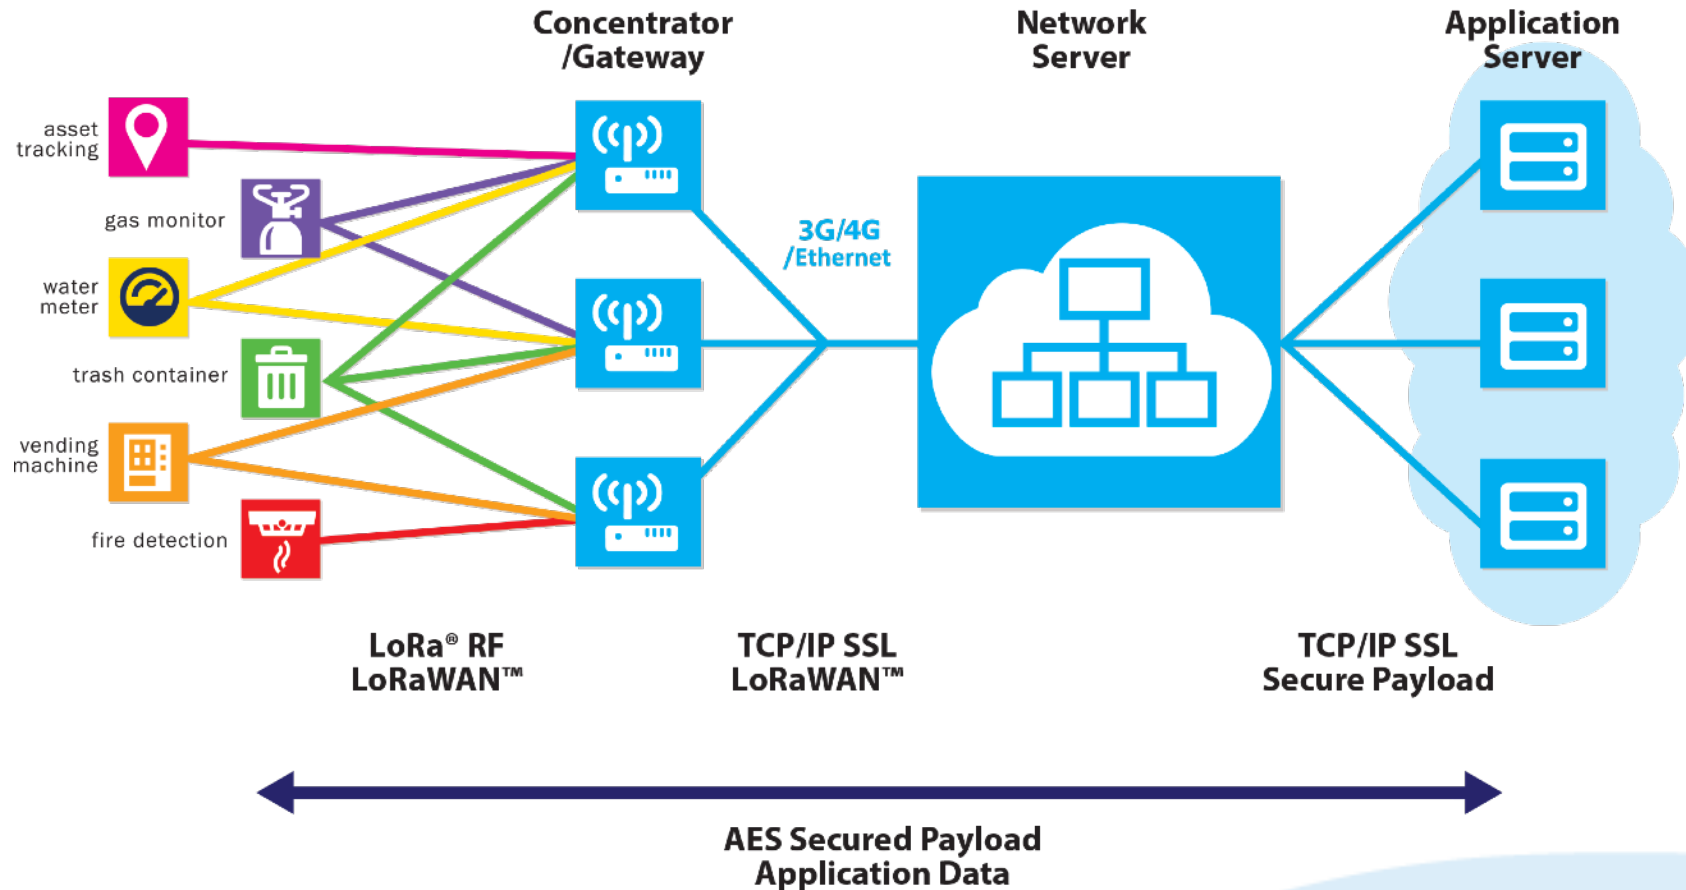 Concentrator
/Gateway
Network
Server
Application
Server
asset
tracking
gas monitor
water
meter
trash container
vending
machine
fire detection
3G/4G
/Ethernet
LoRa® RF
LoRaWAN™
TCP/IP SSL
LoRaWAN™
TCP/IP SSL
Secure Payload
AES Secured Payload
Application Data